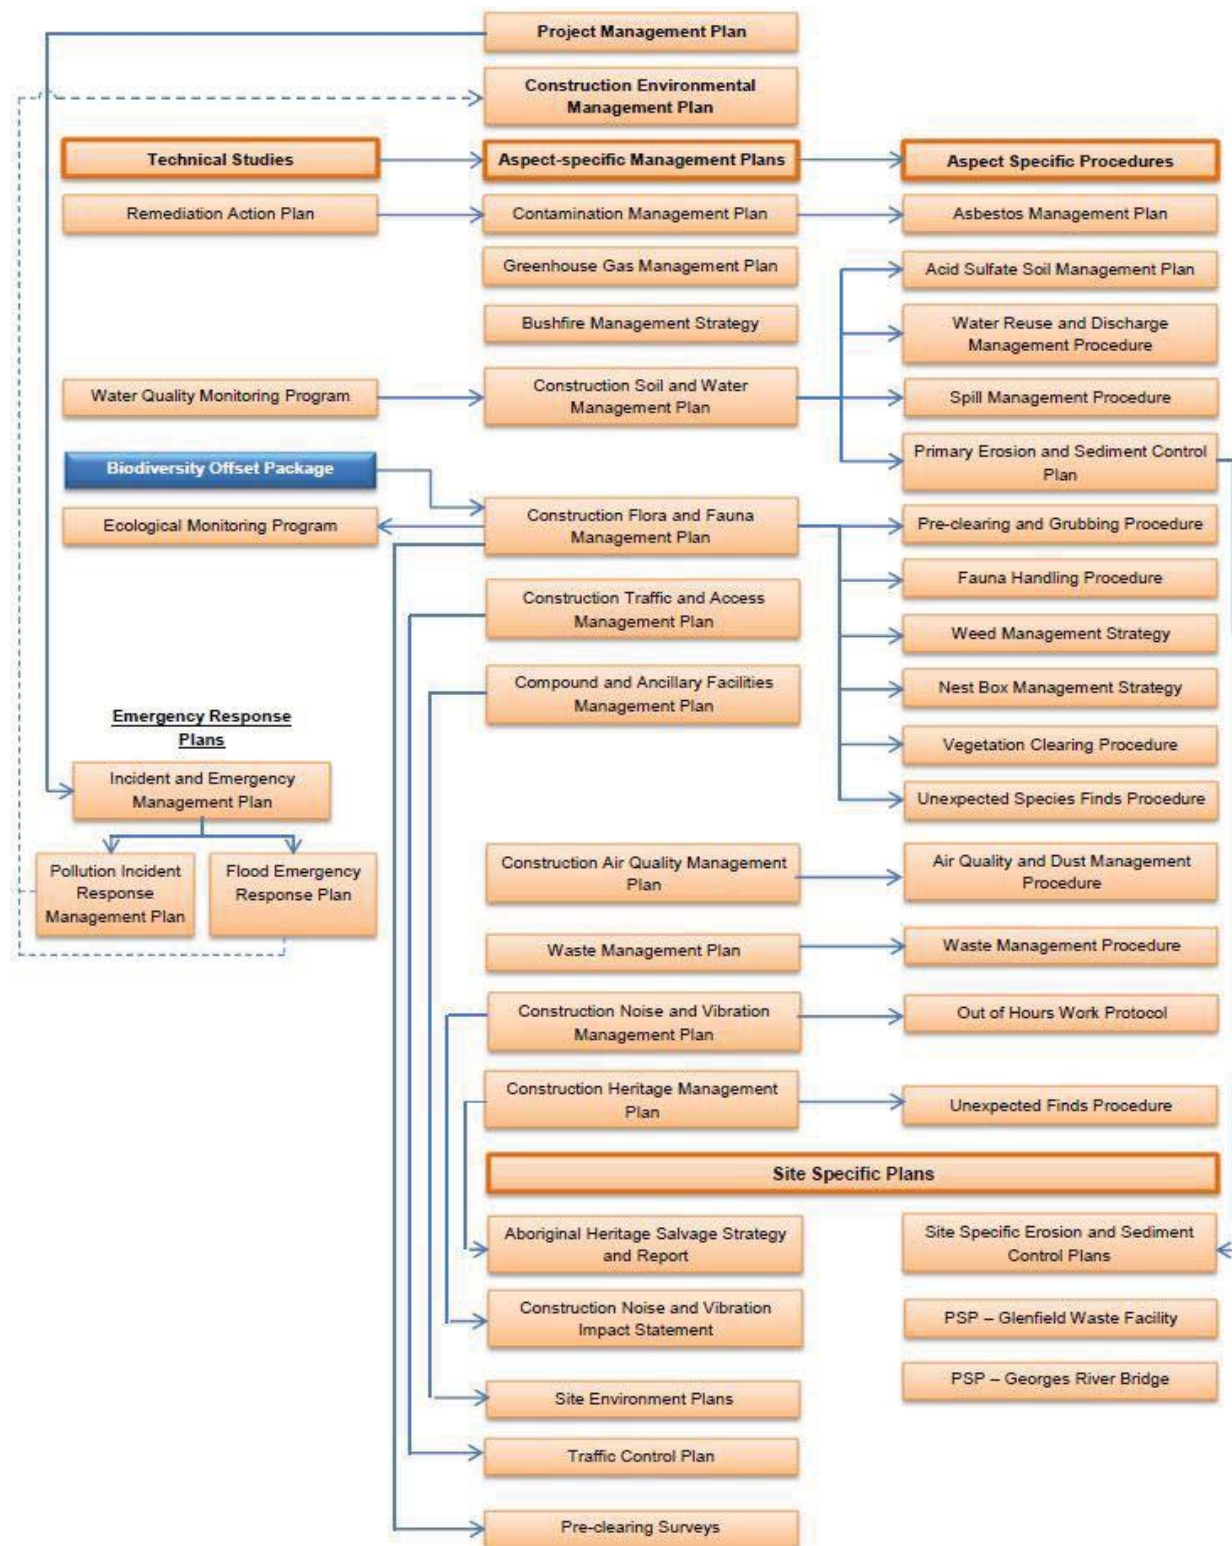 Project Management Plan
Construction Environmental
Management Plan
Technical Studies
Aspect-specific Management Plans
Aspect Specific Procedures
Remediation Action Plan
Contamination Management Plan
Asbestos Management Plan
Greenhouse Gas Management Plan
Acid Sulfate Soil Management Plan
Bushfire Management Strategy
Water Reuse and Discharge
Management Procedure
Water Quality Monitoring Program
Construction Soil and Water
Management Plan
Spill Management Procedure
Biodiversity Offset Package
Primary Erosion and Sediment Control
Plan
Ecological Monitoring Program
Construction Flora and Fauna
Management Plan
Pre-clearing and Grubbing Procedure
Fauna Handling Procedure
Construction Traffic and Access
Management Plan
Weed Management Strategy
Compound and Ancillary Facilities
Management Plan
Nest Box Management Strategy
Emergency Response
Plans
Vegetation Clearing Procedure
Incident and Emergency
Management Plan
Unexpected Species Finds Procedure
Pollution Incident
Response
Management Plan
Flood Emergency
Response Plan
Construction Air Quality Management
Plan
Air Quality and Dust Management
Procedure
Waste Management Plan
Waste Management Procedure
Construction Noise and Vibration
Management Plan
Out of Hours Work Protocol
Construction Heritage Management
Plan
Unexpected Finds Procedure
Site Specific Plans
Aboriginal Heritage Salvage Strategy
and Report
Site Specific Erosion and Sediment
Control Plans
Construction Noise and Vibration
Impact Statement
PSP – Glenfield Waste Facility
Site Environment Plans
PSP – Georges River Bridge
Traffic Control Plan
Pre-clearing Surveys